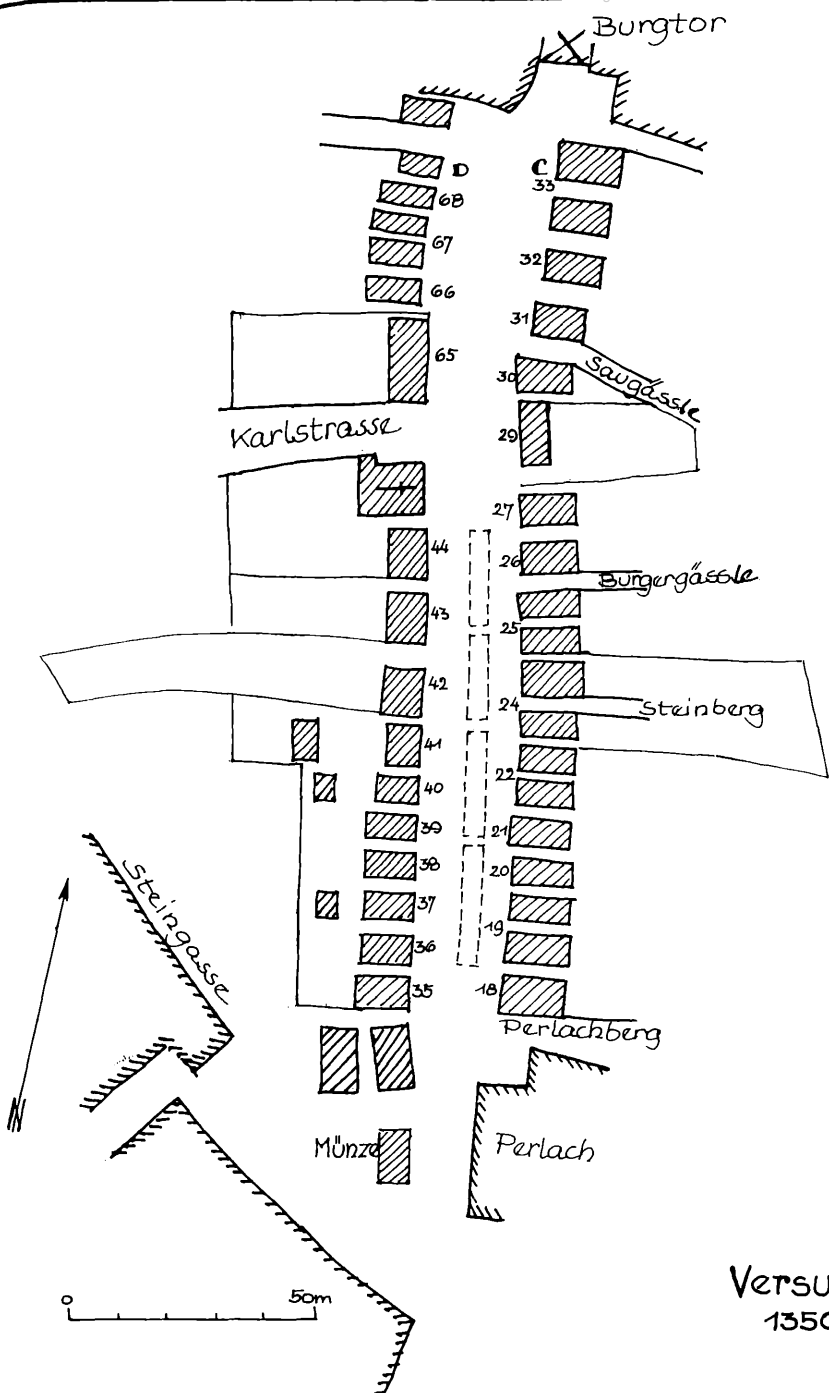 Burgtor
D
C
33
68
67
32
66
31
65
30
Saugässle
Karlstrasse
29
27
44
26
Burgergässle
43
25
42
24
Steinberg
41
22
40
39
21
38
20
Steingasse
37
19
36
35
18
Perlachberg
N
Münze
Perlach
0
50m
Versu
1350